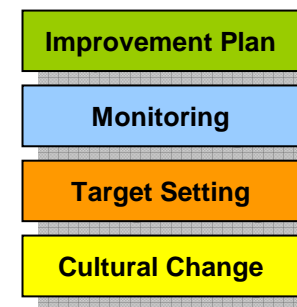 Improvement Plan
Monitoring
Target Setting
Cultural Change